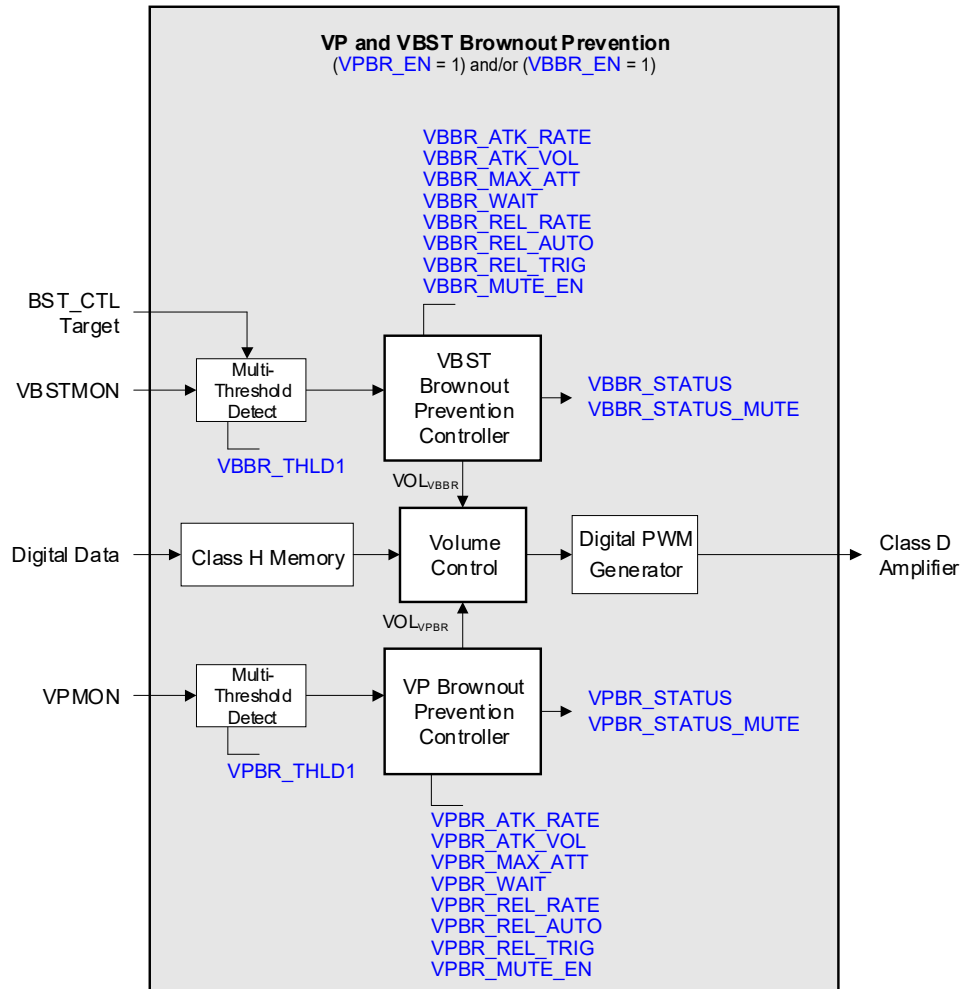 VP and VBST Brownout Prevention
(VPBR_EN = 1) and/or (VBBR_EN = 1)
VBBR_ATK_RATE
VBBR_ATK_VOL
VBBR_MAX_ATT
VBBR_WAIT
VBBR_REL_RATE
VBBR_REL_AUTO
VBBR_REL_TRIG
VBBR_MUTE_EN
BST_CTL
Target
VBSTMON
Multi-
Threshold
Detect
VBBR_THLD1
VBST
Brownout
Prevention
Controller
VBBR_STATUS
VBBR_STATUS_MUTE
VOLVBBR
Digital Data
Class H Memory
Volume
Control
Digital PWM
Generator
Class D
Amplifier
VOLVPBR
VPMON
Multi-
Threshold
Detect
VPBR_THLD1
VP Brownout
Prevention
Controller
VPBR_STATUS
VPBR_STATUS_MUTE
VPBR_ATK_RATE
VPBR_ATK_VOL
VPBR_MAX_ATT
VPBR_WAIT
VPBR_REL_RATE
VPBR_REL_AUTO
VPBR_REL_TRIG
VPBR_MUTE_EN